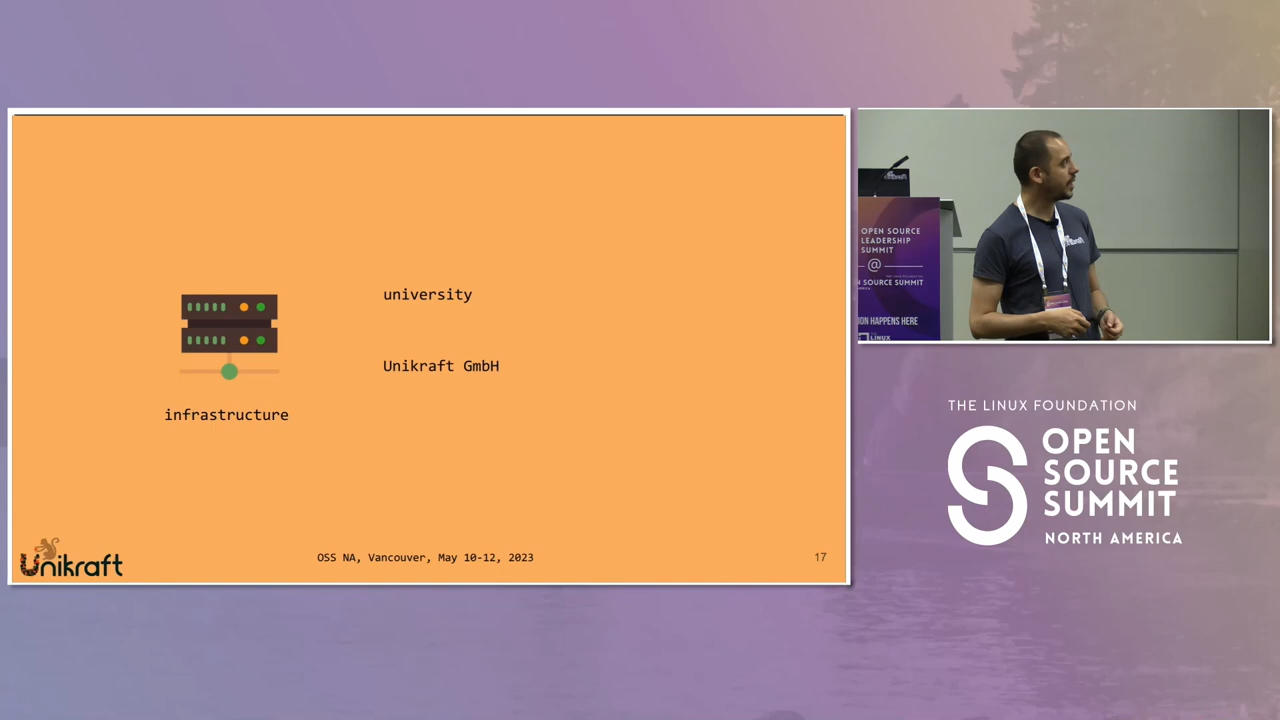 university
Unikraft GmbH
infrastructure
Unikraft
OSS NA, Vancouver, May 10-12, 2023
17
OPEN SOURCE
LEADERSHIP
SUMMIT
@
SOURCE SUMMIT
ION HAPPENS HERE
LINUX
THE LINUX FOUNDATION
OPEN
SOURCE
SUMMIT
NORTH AMERICA